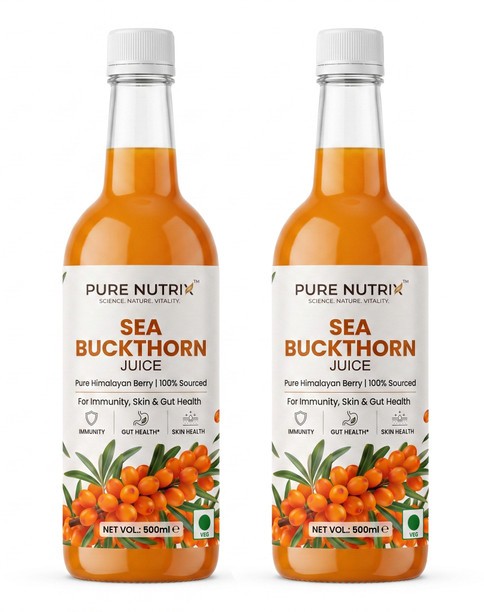 PURE NUTRIX™
SCIENCE. NATURE. VITALITY.
SEA
BUCKTHORN
JUICE
Pure Himalayan Berry | 100% Sourced
For Immunity, Skin & Gut Health
IMMUNITY GUT HEALTH* SKIN HEALTH
NET VOL.: 500ml ℮
VEG
PURE NUTRIX™
SCIENCE. NATURE. VITALITY.
SEA
BUCKTHORN
JUICE
Pure Himalayan Berry | 100% Sourced
For Immunity, Skin & Gut Health
IMMUNITY GUT HEALTH* SKIN HEALTH
NET VOL.: 500ml ℮
VEG